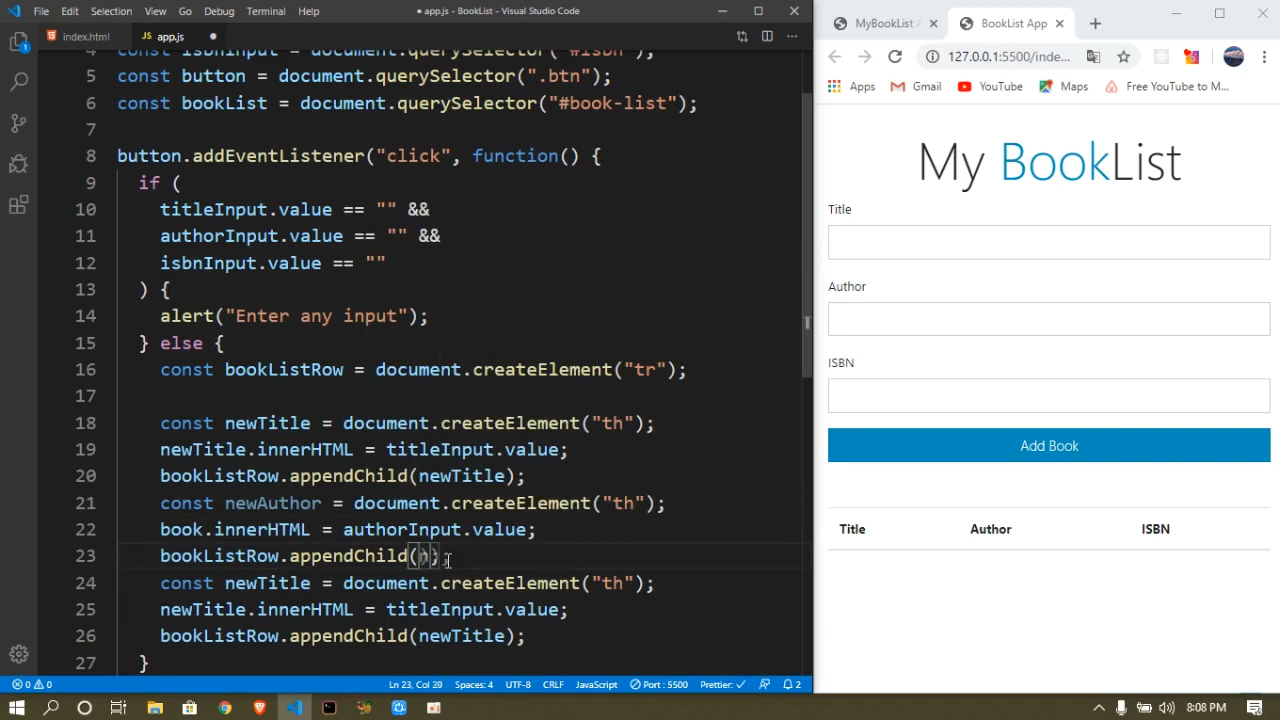 File Edit Selection View Go Debug Terminal Help
● app.js - BookList - Visual Studio Code
index.html
JS app.js ●
5 const button = document.querySelector(".btn");
6 const bookList = document.querySelector("#book-list");
7
8 button.addEventListener("click", function() {
9 if (
10 titleInput.value == "" &&
11 authorInput.value == "" &&
12 isbnInput.value == ""
13 ) {
14 alert("Enter any input");
15 } else {
16 const bookListRow = document.createElement("tr");
17
18 const newTitle = document.createElement("th");
19 newTitle.innerHTML = titleInput.value;
20 bookListRow.appendChild(newTitle);
21 const newAuthor = document.createElement("th");
22 book.innerHTML = authorInput.value;
23 bookListRow.appendChild();
24 const newTitle = document.createElement("th");
25 newTitle.innerHTML = titleInput.value;
26 bookListRow.appendChild(newTitle);
27 }
0 0 Ln 23, Col 29 Spaces: 4 UTF-8 CRLF JavaScript Port : 5500 Prettier: ✓ 2
MyBookList
BookList App
127.0.0.1:5500/inde...
Apps Gmail YouTube Maps Free YouTube to M...
My BookList
Title
Author
ISBN
Add Book
Title Author ISBN
8:08 PM